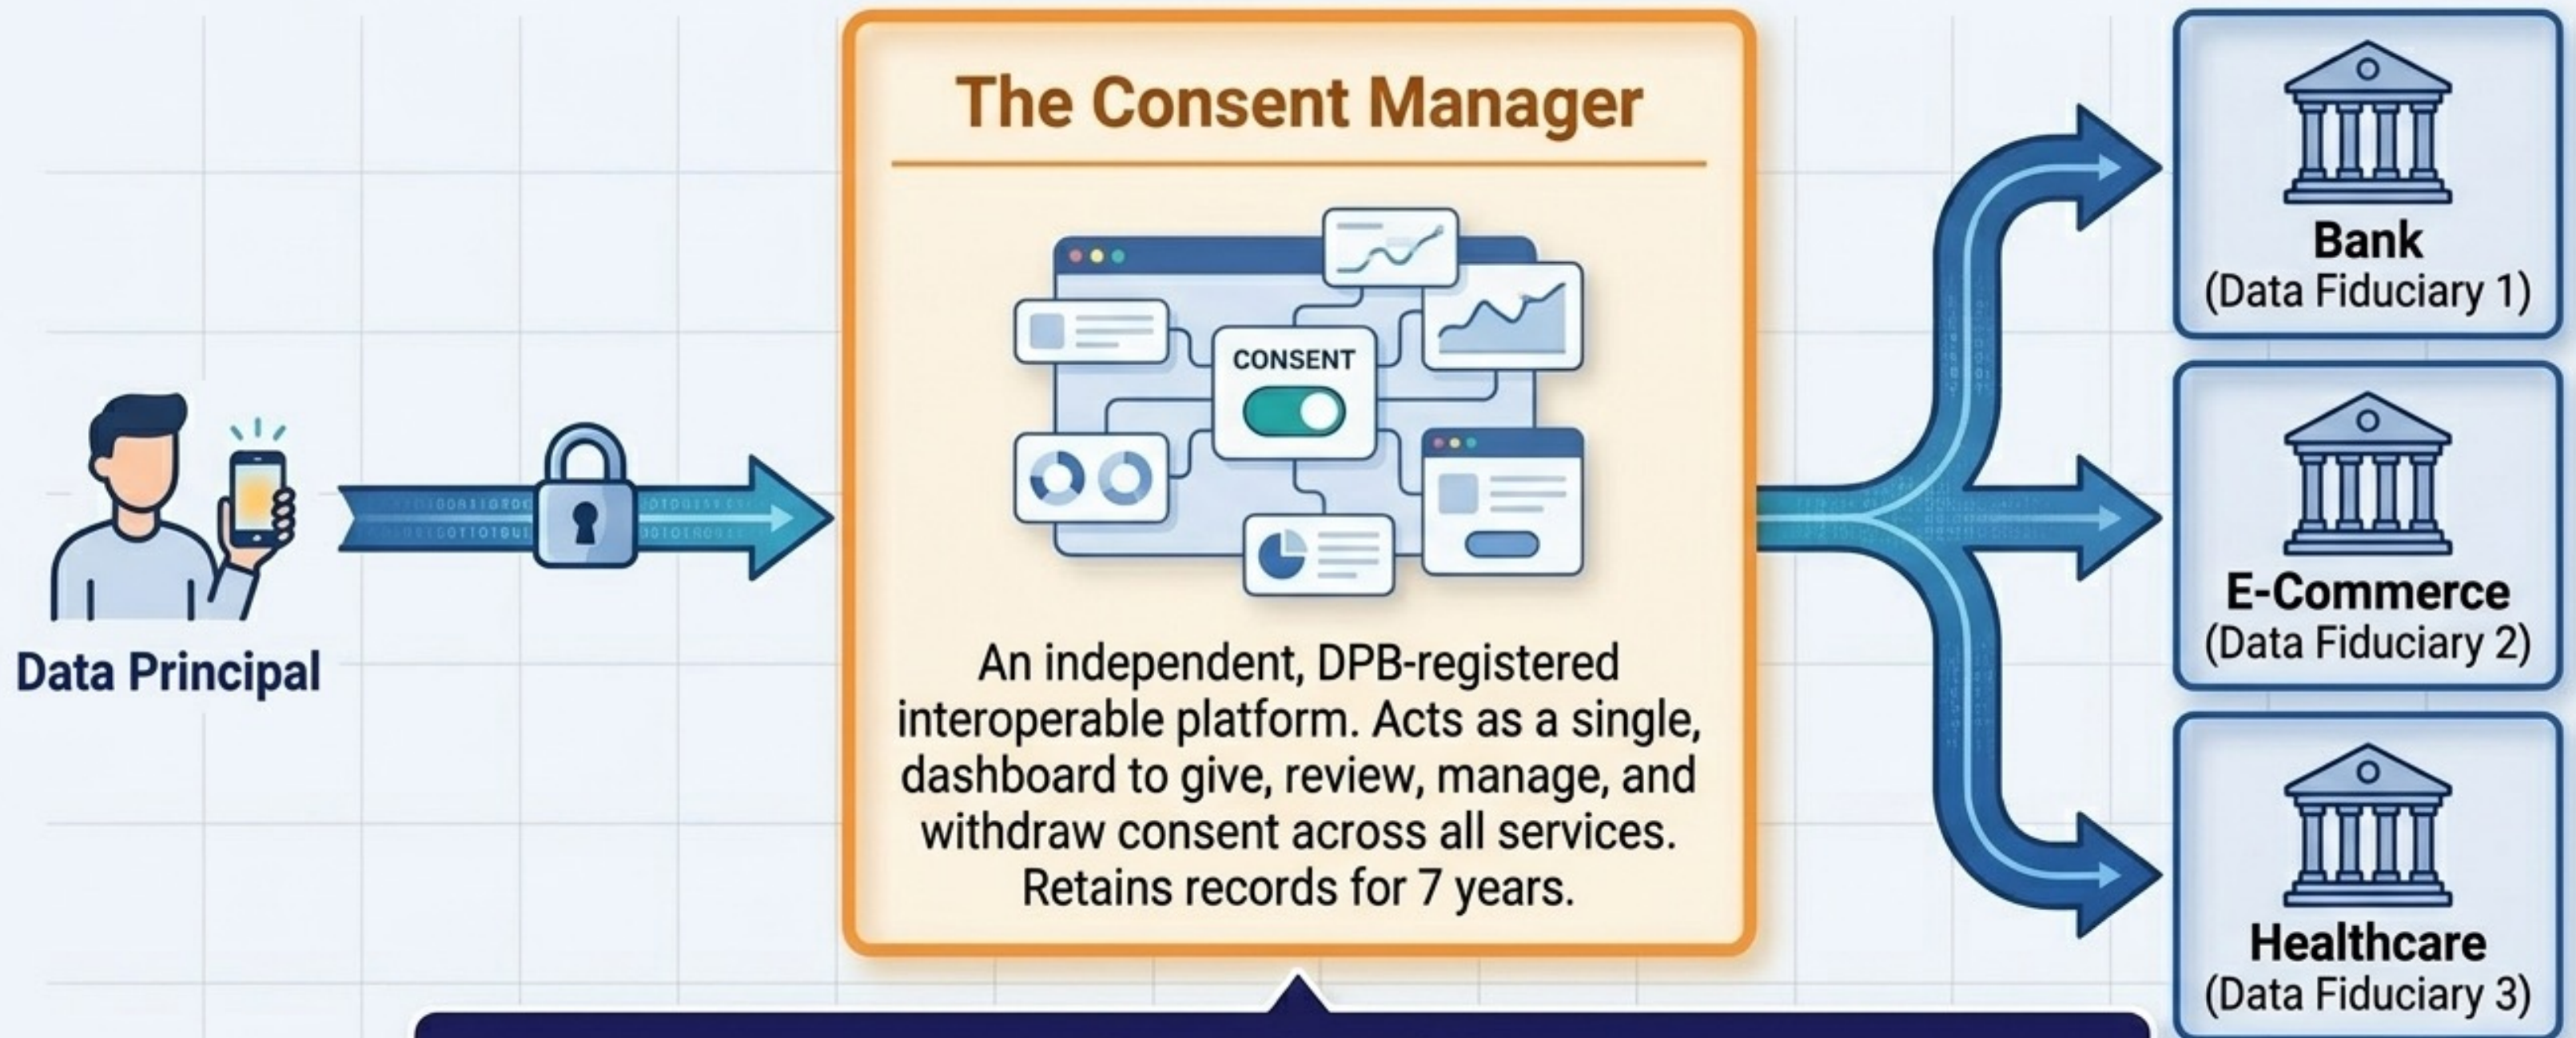 The Consent Manager
CONSENT
An independent, DPB-registered
interoperable platform. Acts as a single,
dashboard to give, review, manage, and
withdraw consent across all services.
Retains records for 7 years.
Data Principal
Bank
(Data Fiduciary 1)
E-Commerce
(Data Fiduciary 2)
Healthcare
(Data Fiduciary 3)